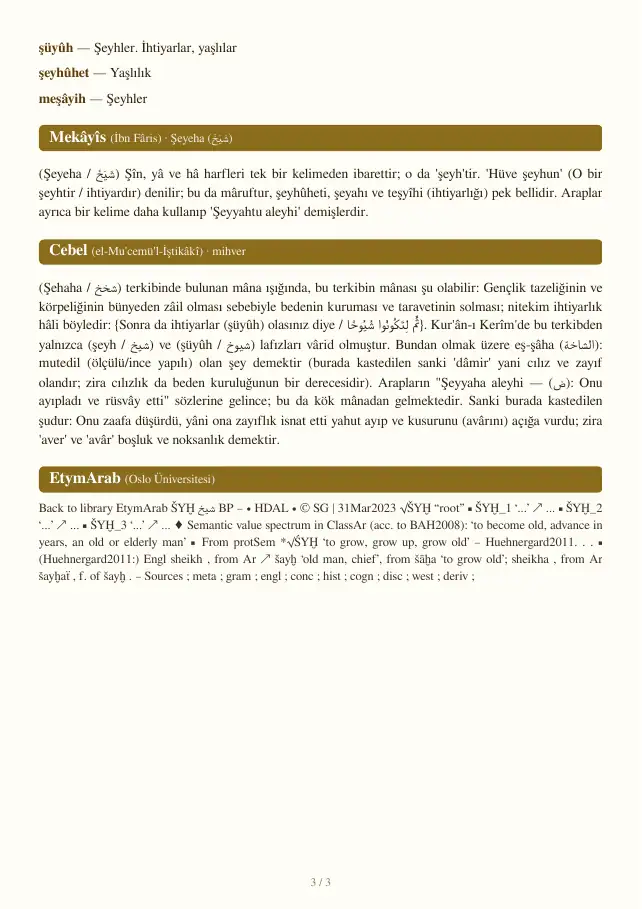 şüyûh — Şeyhler. İhtiyarlar, yaşlılar
şeyhûhet — Yaşlılık
meşâyih — Şeyhler
Mekâyîs (İbn Fâris) · Şeyeha (شَيَخَ)
(Şeyeha / شَيَخَ) Şîn, yâ ve hâ harfleri tek bir kelimeden ibarettir; o da 'şeyh'tir. 'Hüve şeyhun' (O bir
şeyhtir / ihtiyardır) denilir; bu da mâruftur, şeyhûheti, şeyahı ve teşyîhi (ihtiyarlığı) pek bellidir. Araplar
ayrıca bir kelime daha kullanıp 'Şeyyahtu aleyhi' demişlerdir.
Cebel (el-Mu'cemü'l-İştikâkî) · mihver
(Şehaha / شخخ) terkibinde bulunan mâna ışığında, bu terkibin mânası şu olabilir: Gençlik tazeliğinin ve
körpeliğinin bünyeden zâil olması sebebiyle bedenin kuruması ve taravetinin solması; nitekim ihtiyarlık
hâli böyledir: {Sonra da ihtiyarlar (şüyûh) olasınız diye / ثُمَّ لِتَكُونُوا شُيُوخًا}. Kur'ân-ı Kerîm'de bu terkibden
yalnızca (şeyh / شيخ) ve (şüyûh / شيوخ) lafızları vârid olmuştur. Bundan olmak üzere eş-şâha (الشاخة):
mutedil (ölçülü/ince yapılı) olan şey demektir (burada kastedilen sanki 'dâmir' yani cılız ve zayıf
olandır; zira cılızlık da beden kuruluğunun bir derecesidir). Arapların "Şeyyaha aleyhi — (ض): Onu
ayıpladı ve rüsvây etti" sözlerine gelince; bu da kök mânadan gelmektedir. Sanki burada kastedilen
şudur: Onu zaafa düşürdü, yâni ona zayıflık isnat etti yahut ayıp ve kusurunu (avârını) açığa vurdu; zira
'aver' ve 'avâr' boşluk ve noksanlık demektir.
EtymArab (Oslo Üniversitesi)
Back to library EtymArab ŠYḪ شيخ BP – • HDAL • © SG | 31Mar2023 √ŠYḪ “root” ▪ ŠYḪ_1 ‘...’ ↗ ... ▪ ŠYḪ_2
‘...’ ↗ ... ▪ ŠYḪ_3 ‘...’ ↗ ... ♦ Semantic value spectrum in ClassAr (acc. to BAH2008): ‘to become old, advance in
years, an old or elderly man’ ▪ From protSem *√ŠYḪ ‘to grow, grow up, grow old’ – Huehnergard2011. . . ▪
(Huehnergard2011:) Engl sheikh , from Ar ↗ šayḫ ‘old man, chief’, from šāḫa ‘to grow old’; sheikha , from Ar
šayḫaẗ , f. of šayḫ . – Sources ; meta ; gram ; engl ; conc ; hist ; cogn ; disc ; west ; deriv ;
3 / 3